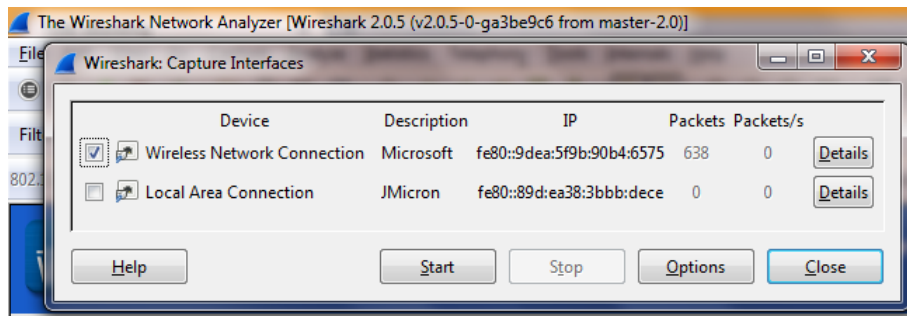 The Wireshark Network Analyzer [Wireshark 2.0.5 (v2.0.5-0-ga3be9c6 from master-2.0)]
File
Wireshark: Capture Interfaces
Filt
Device Description IP Packets Packets/s
Wireless Network Connection Microsoft fe80::9dea:5f9b:90b4:6575 638 0 Details
802.
Local Area Connection JMicron fe80::89d:ea38:3bbb:dece 0 0 Details
Help Start Stop Options Close